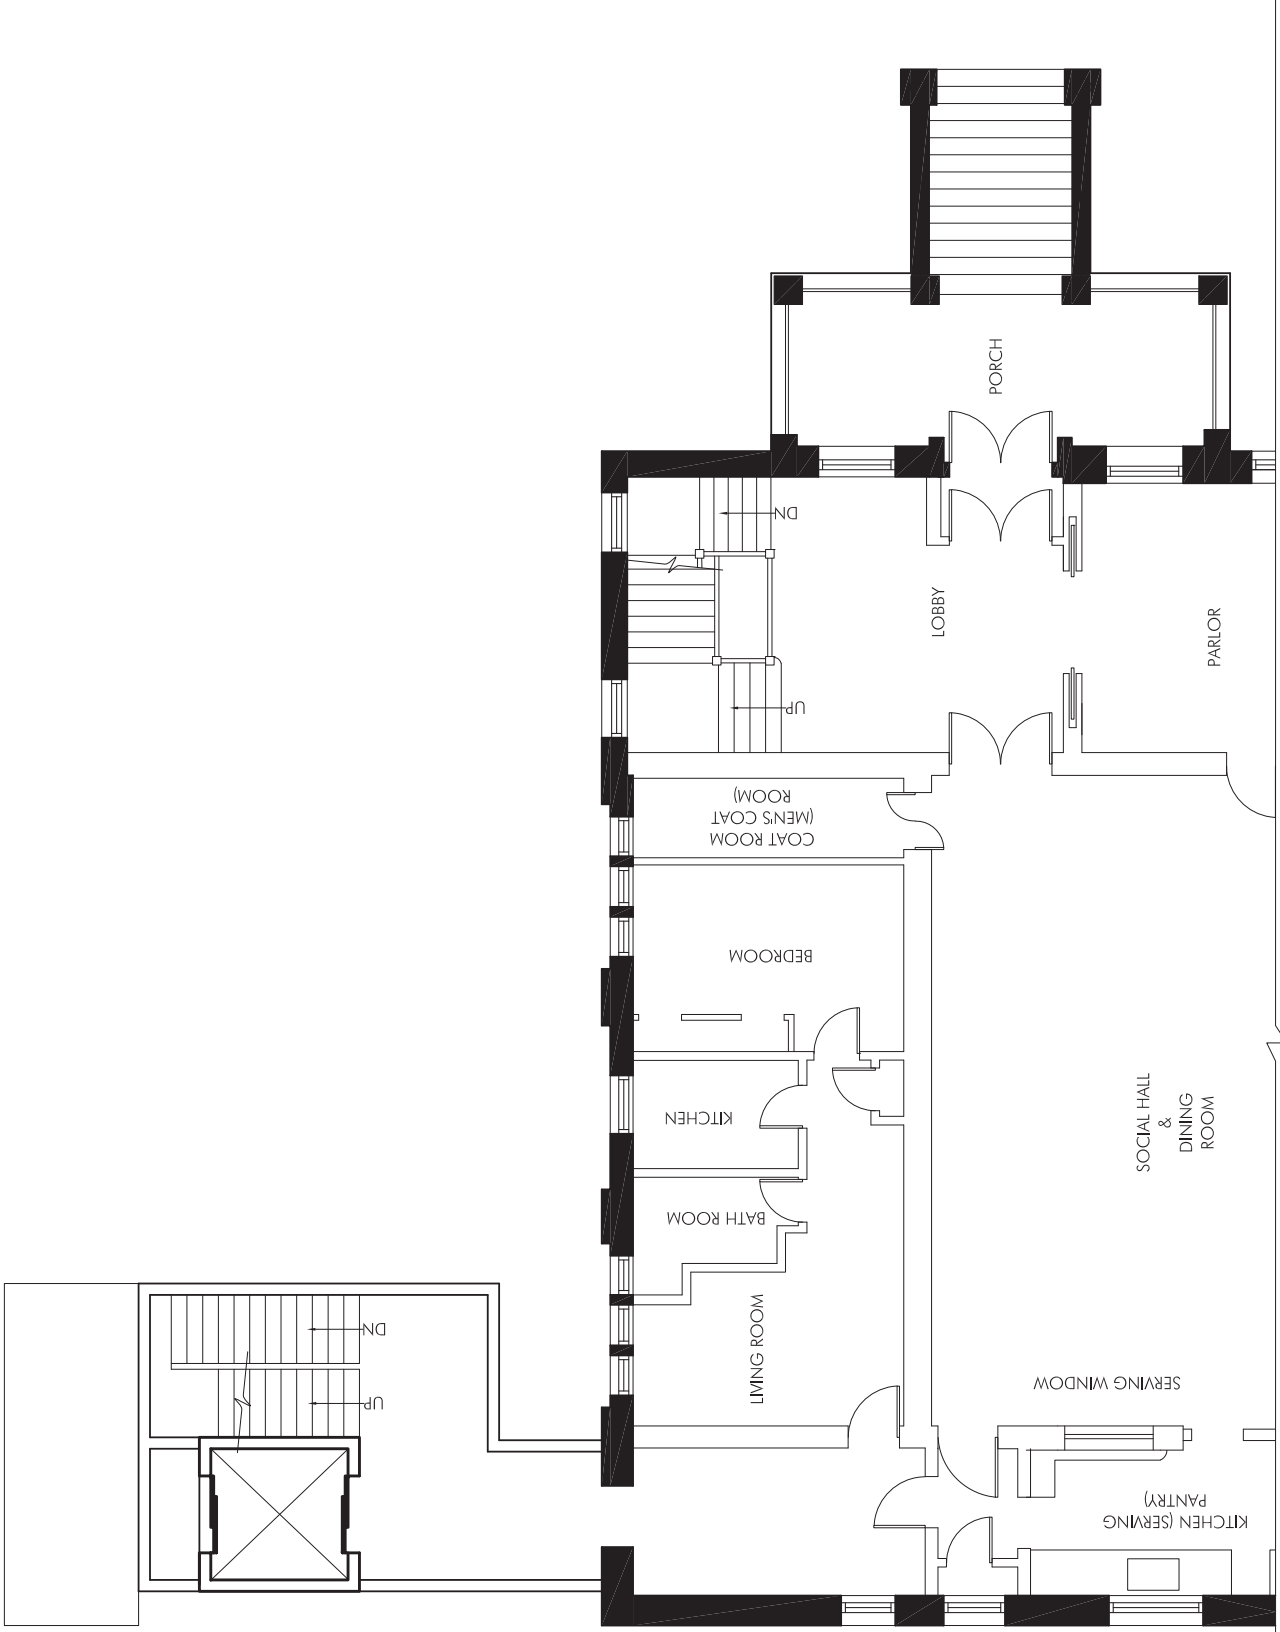 PORCH
DN
LOBBY
PARLOR
UP
COAT ROOM
(MEN'S COAT
ROOM)
BEDROOM
KITCHEN
SOCIAL HALL
&
DINING
ROOM
BATH ROOM
LIVING ROOM
DN
UP
SERVING WINDOW
KITCHEN (SERVING
PANTRY)